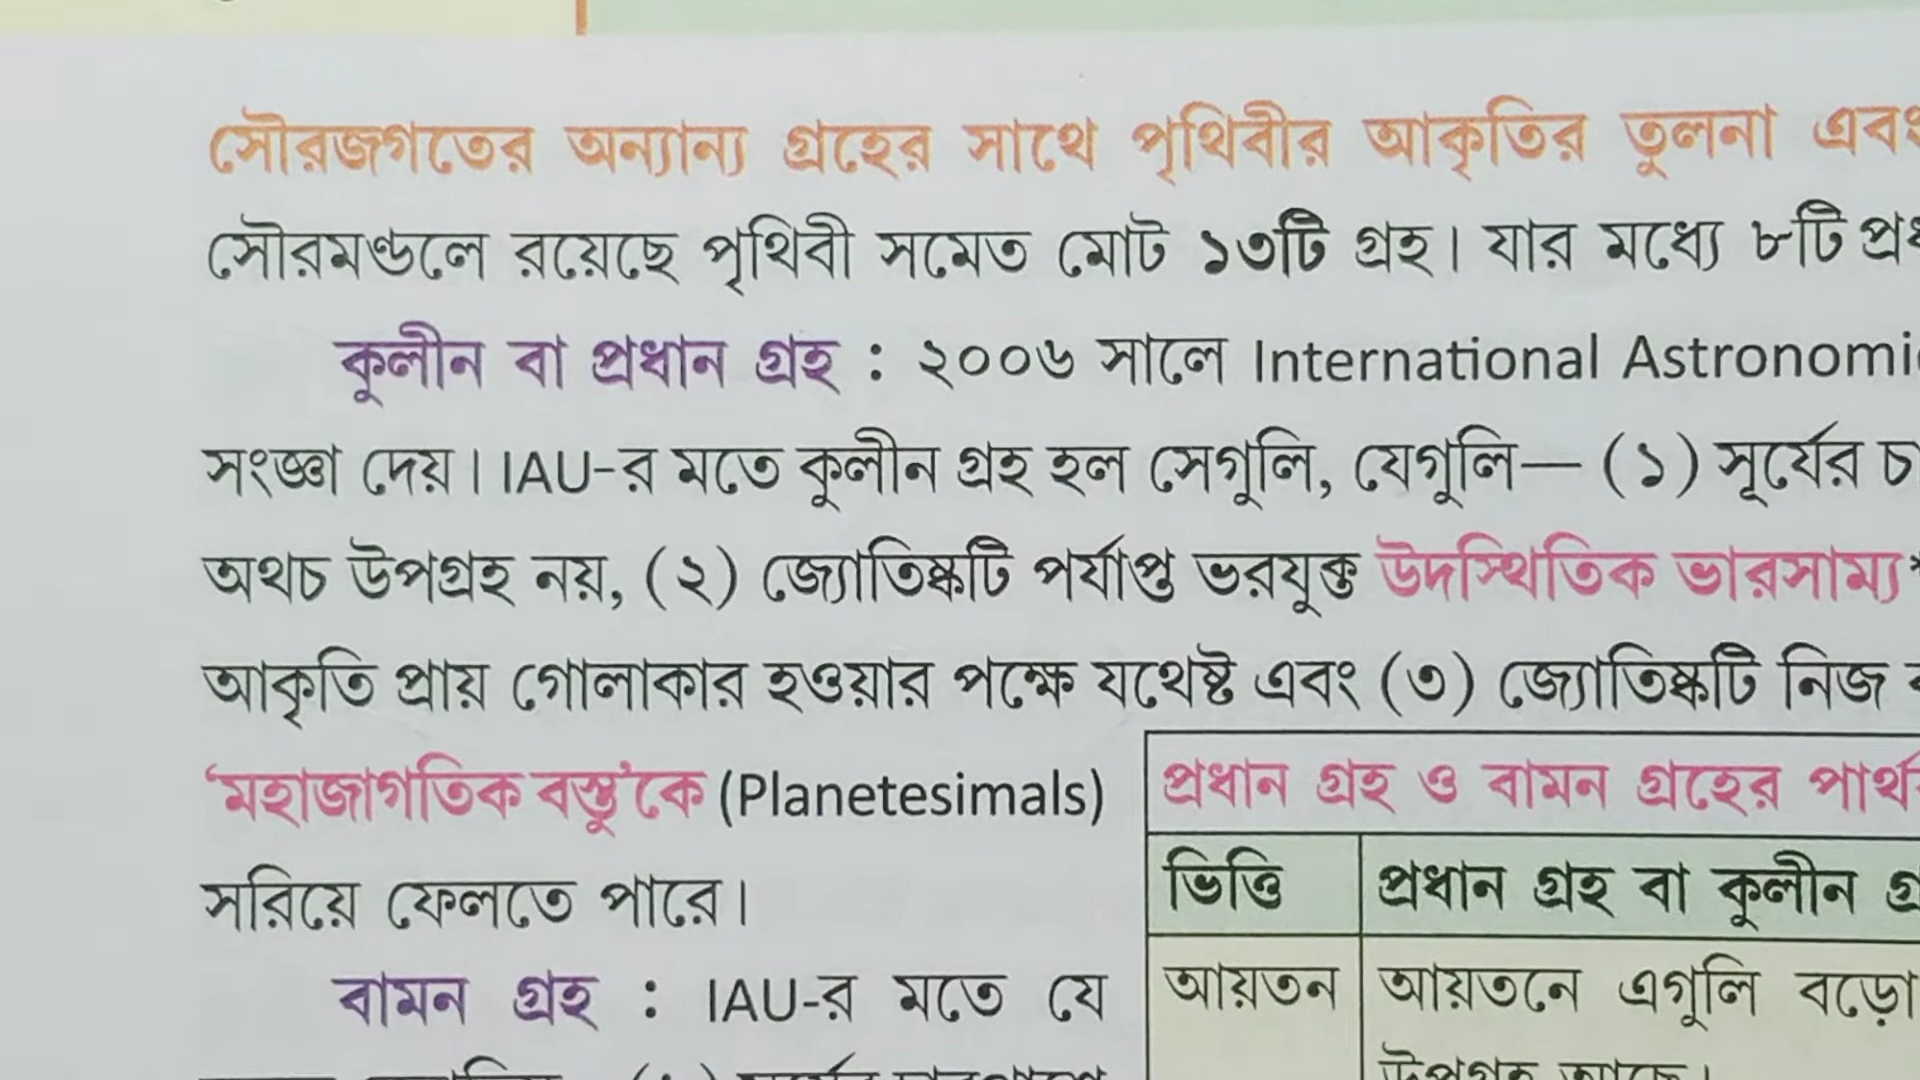 সৌরজগতের অন্যান্য গ্রহের সাথে পৃথিবীর আকৃতির তুলনা এবং
সৌরমণ্ডলে রয়েছে পৃথিবী সমেত মোট ১৩টি গ্রহ। যার মধ্যে ৮টি
কুলীন বা প্রধান গ্রহ : ২০০৬ সালে International Astronomi
সংজ্ঞা দেয়। IAU-র মতে কুলীন গ্রহ হল সেগুলি, যেগুলি— (১) সূর্যের
অথচ উপগ্রহ নয়, (২) জ্যোতিষ্কটি পর্যাপ্ত ভরযুক্ত উদস্থিতিক ভারসাম্য*
আকৃতি প্রায় গোলাকার হওয়ার পক্ষে যথেষ্ট এবং (৩) জ্যোতিষ্কটি নিজ
‘মহাজাগতিক বস্তু’কে (Planetesimals)
সরিয়ে ফেলতে পারে।
বামন গ্রহ : IAU-র মতে যে
প্রধান গ্রহ ও বামন গ্রহের
ভিত্তি প্রধান গ্রহ বা কুলীন
আয়তন আয়তনে এগুলি বড়ো